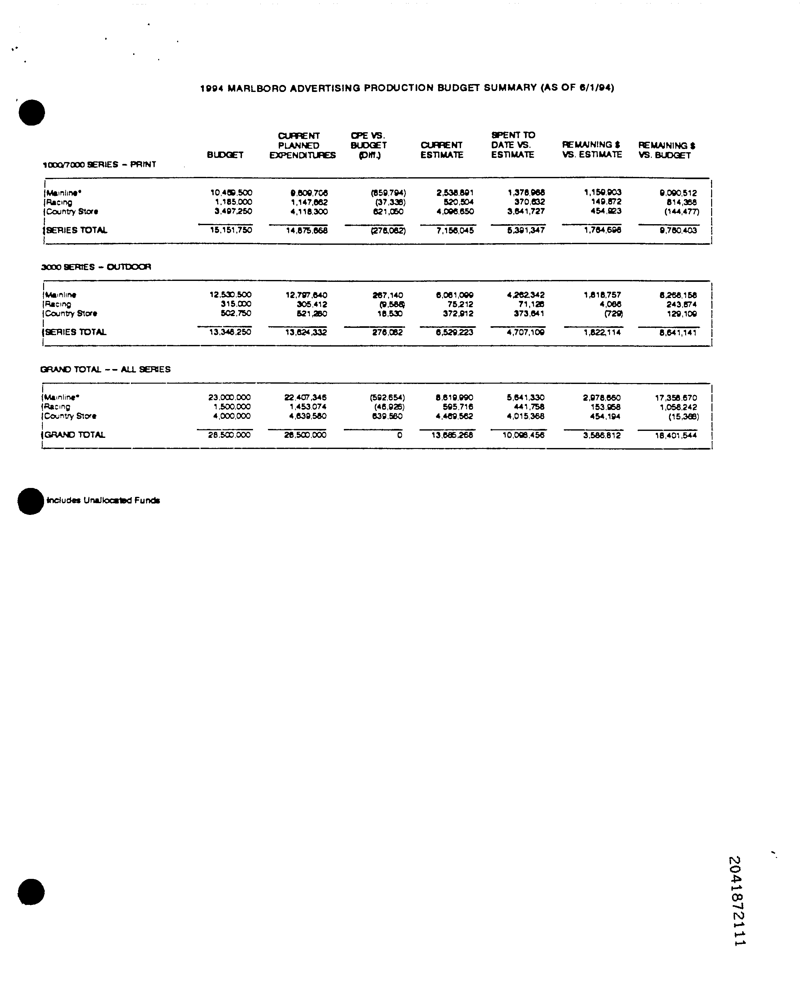 1994 MARLBORO ADVERTISING PRODUCTION BUDGET SUMMARY (AS OF 6/1/94)
1000/7000 SERIES - PRINT BUDGET CURRENT PLANNED EXPENDITURES CPE VS. BUDGET (Diff.) CURRENT ESTIMATE SPENT TO DATE VS. ESTIMATE REMAINING $ VS. ESTIMATE REMAINING $ VS. BUDGET
Mainline* 10,469,500 9,609,706 (859,794) 2,538,891 1,378,988 1,159,903 9,090,512
Racing 1,185,000 1,147,662 (37,338) 520,504 370,632 149,872 814,368
Country Store 3,497,250 4,118,300 621,050 4,096,650 3,641,727 454,923 (144,477)
SERIES TOTAL 15,151,750 14,875,668 (276,082) 7,156,045 5,391,347 1,764,698 9,760,403
3000 SERIES - OUTDOOR
Mainline 12,530,500 12,797,640 267,140 6,081,099 4,262,342 1,818,757 8,268,158
Racing 315,000 305,412 (9,588) 75,212 71,126 4,086 243,874
Country Store 502,750 521,280 18,530 372,912 373,641 (729) 129,109
SERIES TOTAL 13,348,250 13,624,332 276,082 6,529,223 4,707,109 1,822,114 8,641,141
GRAND TOTAL -- ALL SERIES
Mainline* 23,000,000 22,407,346 (592,654) 8,619,990 5,641,330 2,978,660 17,358,670
Racing 1,500,000 1,453,074 (46,926) 595,716 441,758 153,958 1,058,242
Country Store 4,000,000 4,639,580 639,580 4,469,562 4,015,368 454,194 (15,368)
GRAND TOTAL 28,500,000 28,500,000 0 13,685,268 10,098,456 3,586,812 18,401,544
Includes Unallocated Funds
2041872111